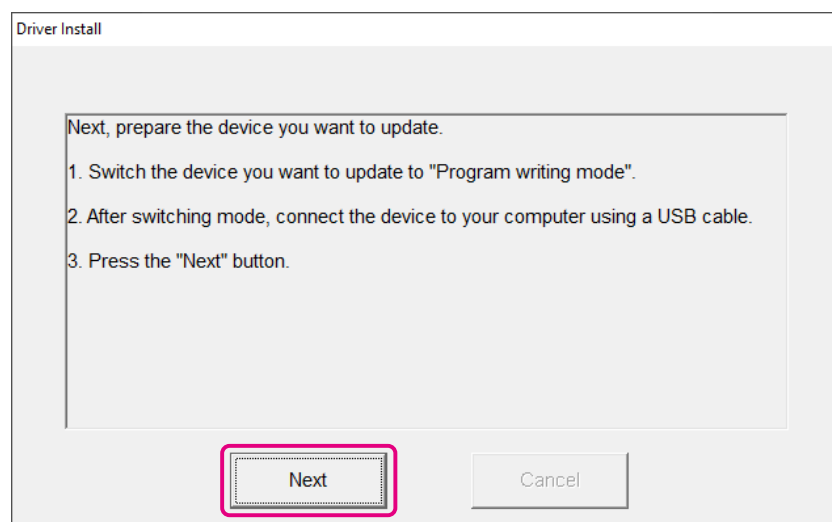 Driver Install
Next, prepare the device you want to update.
1. Switch the device you want to update to "Program writing mode".
2. After switching mode, connect the device to your computer using a USB cable.
3. Press the "Next" button.
Next
Cancel